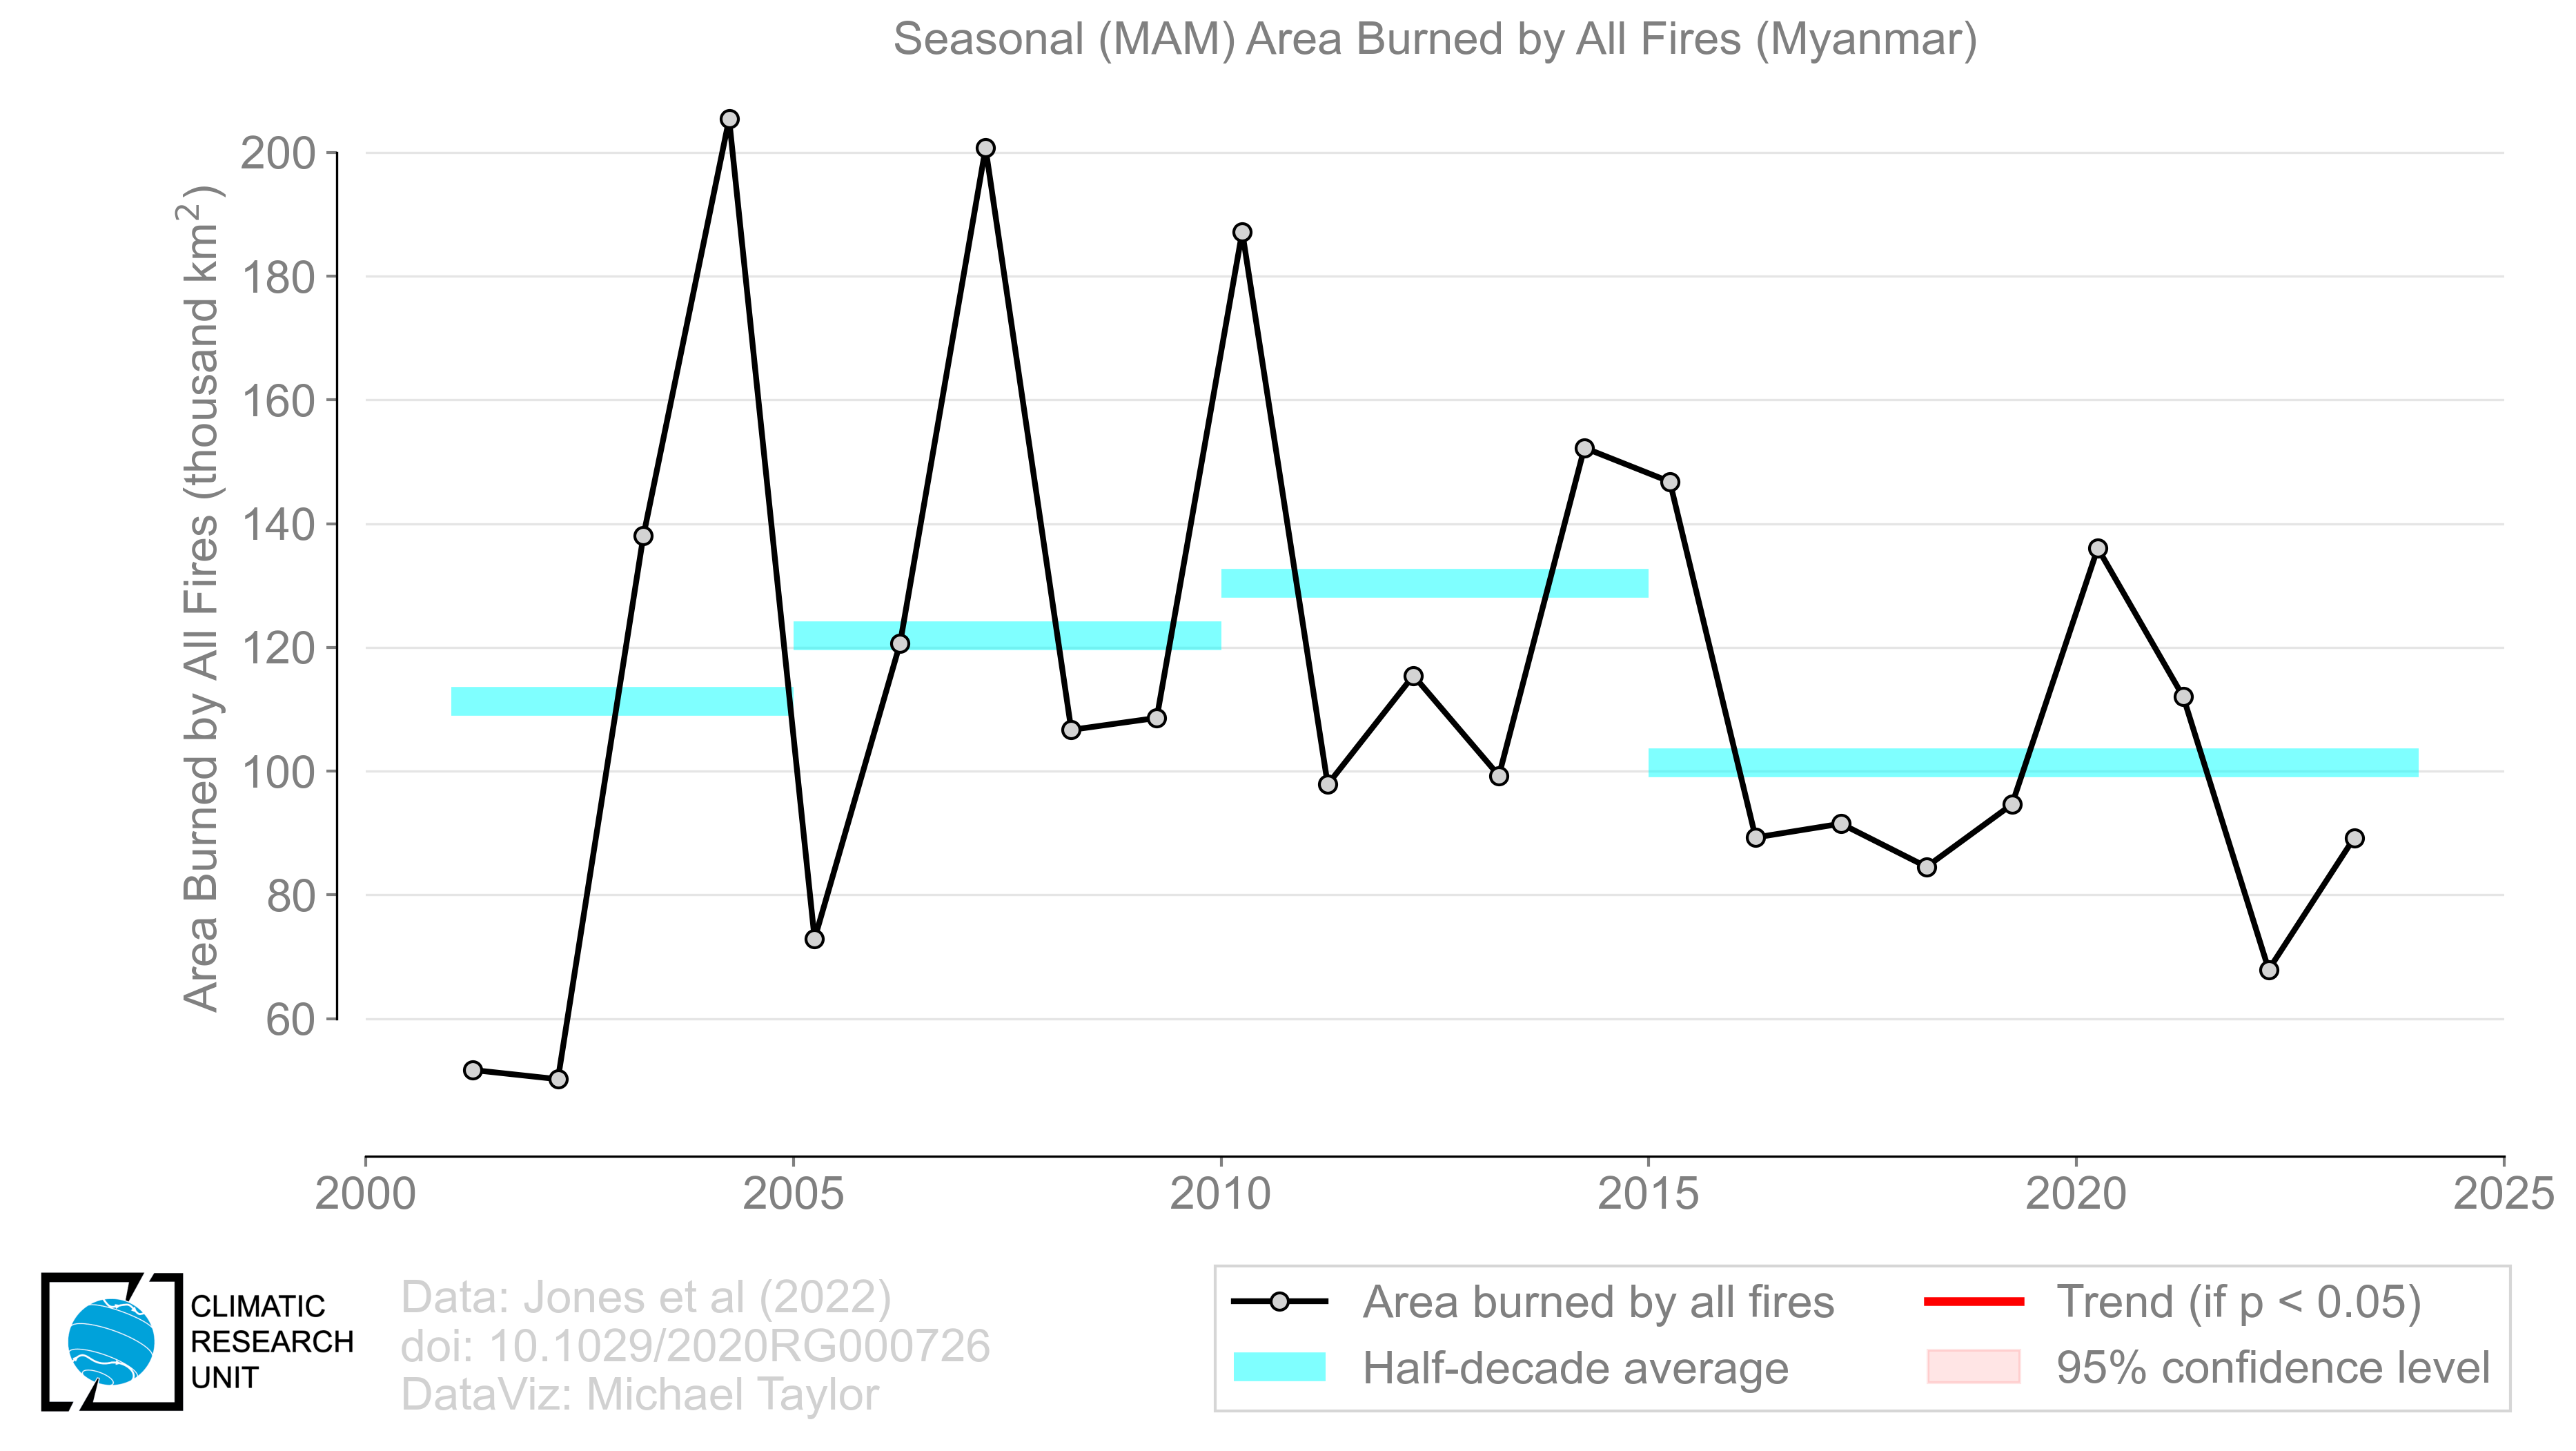 Seasonal (MAM) Area Burned by All Fires (Myanmar)
Area Burned by All Fires (thousand km²)
200
180
160
140
120
100
80
60
2000
2005
2010
2015
2020
2025
CLIMATIC
RESEARCH
UNIT
Data: Jones et al (2022)
doi: 10.1029/2020RG000726
DataViz: Michael Taylor
Area burned by all fires
Half-decade average
Trend (if p < 0.05)
95% confidence level